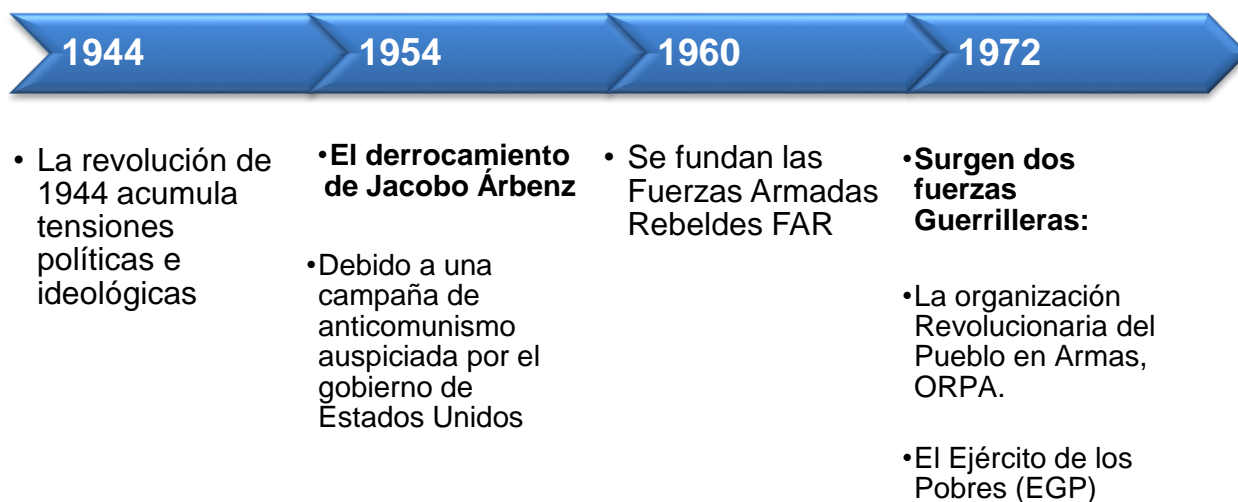 1944
1954
1960
1972
• La revolución de
1944 acumula
tensiones
políticas e
ideológicas
•El derrocamiento
de Jacobo Árbenz
•Debido a una
campaña de
anticomunismo
auspiciada por el
gobierno de
Estados Unidos
• Se fundan las
Fuerzas Armadas
Rebeldes FAR
•Surgen dos
fuerzas
Guerrilleras:
•La organización
Revolucionaria del
Pueblo en Armas,
ORPA.
•El Ejército de los
Pobres (EGP)